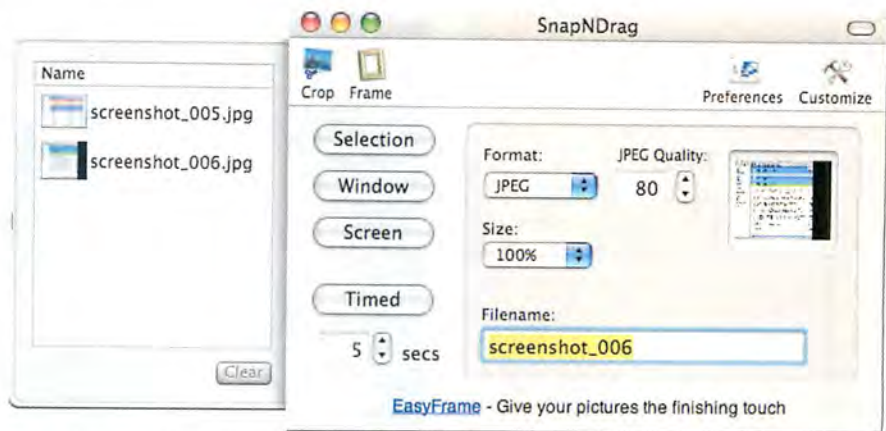 SnapNDrag
Name
screenshot_005.jpg
screenshot_006.jpg
Clear
Crop
Frame
Preferences
Customize
Selection
Window
Screen
Timed
5 secs
Format:
JPEG
JPEG Quality:
80
Size:
100%
Filename:
screenshot_006
EasyFrame - Give your pictures the finishing touch